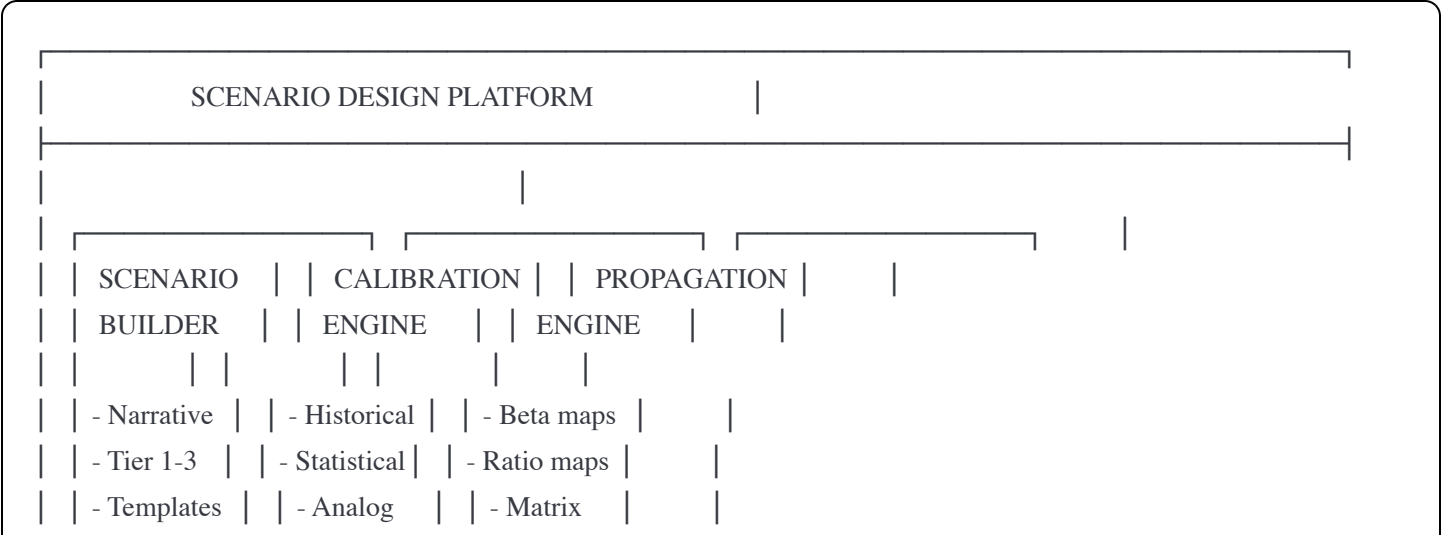 SCENARIO DESIGN PLATFORM
SCENARIO CALIBRATION PROPAGATION
BUILDER ENGINE ENGINE
- Narrative - Historical - Beta maps
- Tier 1-3 - Statistical - Ratio maps
- Templates - Analog - Matrix